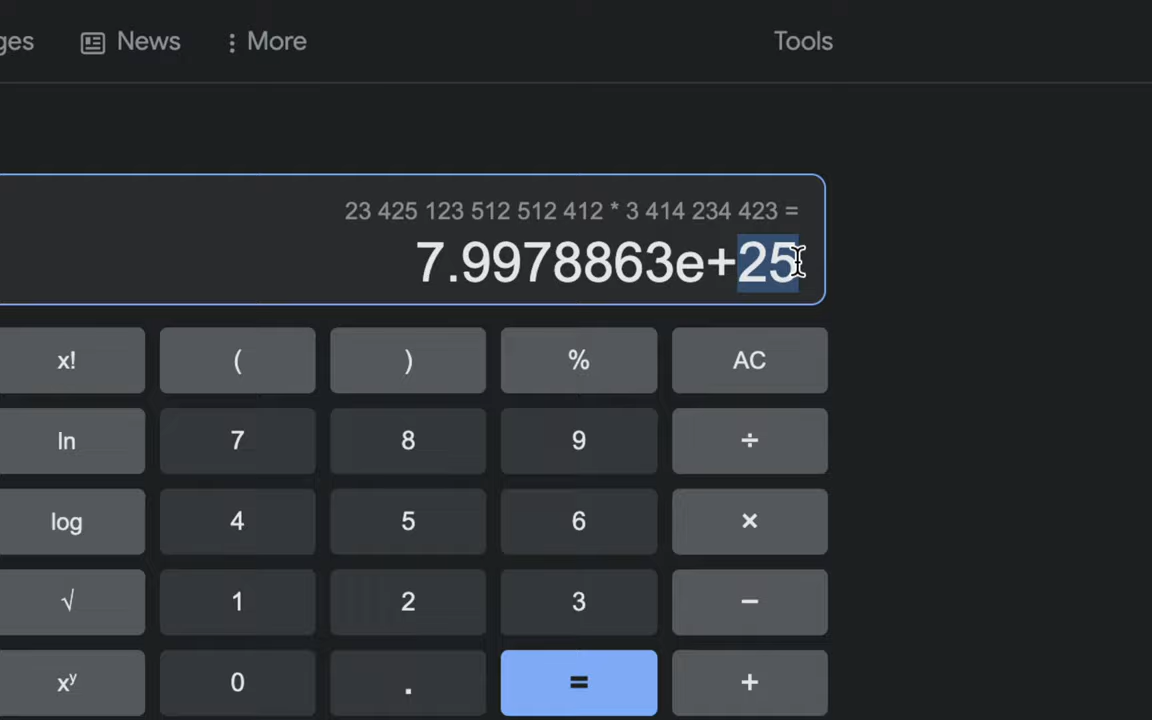 ges News More Tools
23 425 123 512 512 412 * 3 414 234 423 =
7.9978863e+25
x! ( ) % AC
ln 7 8 9 ÷
log 4 5 6 ×
√ 1 2 3 −
xʸ 0 . = +